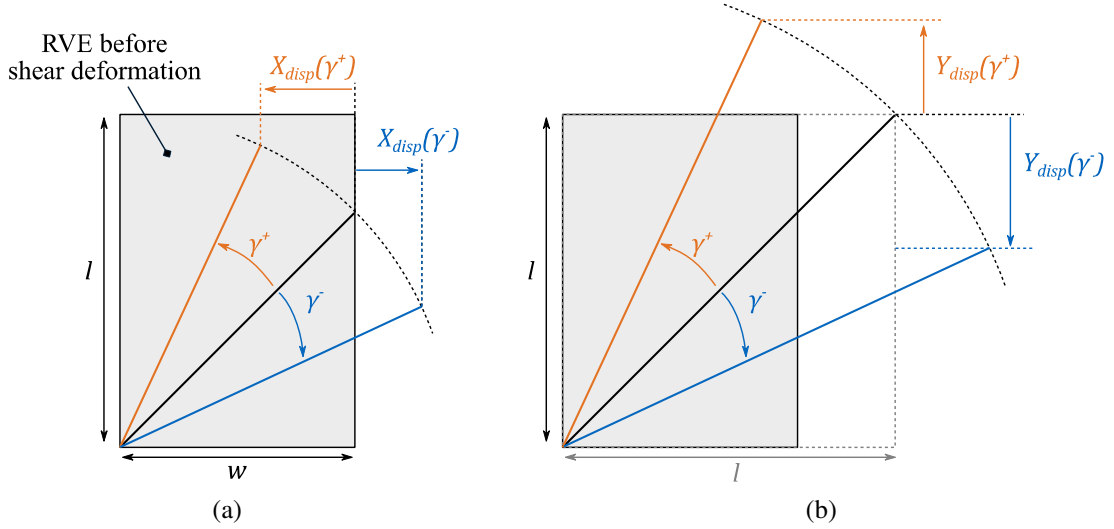 RVE before
shear deformation
X_disp(γ⁺)
X_disp(γ⁻)
γ⁺
γ⁻
l
w
(a)
Y_disp(γ⁺)
Y_disp(γ⁻)
γ⁺
γ⁻
l
l
(b)